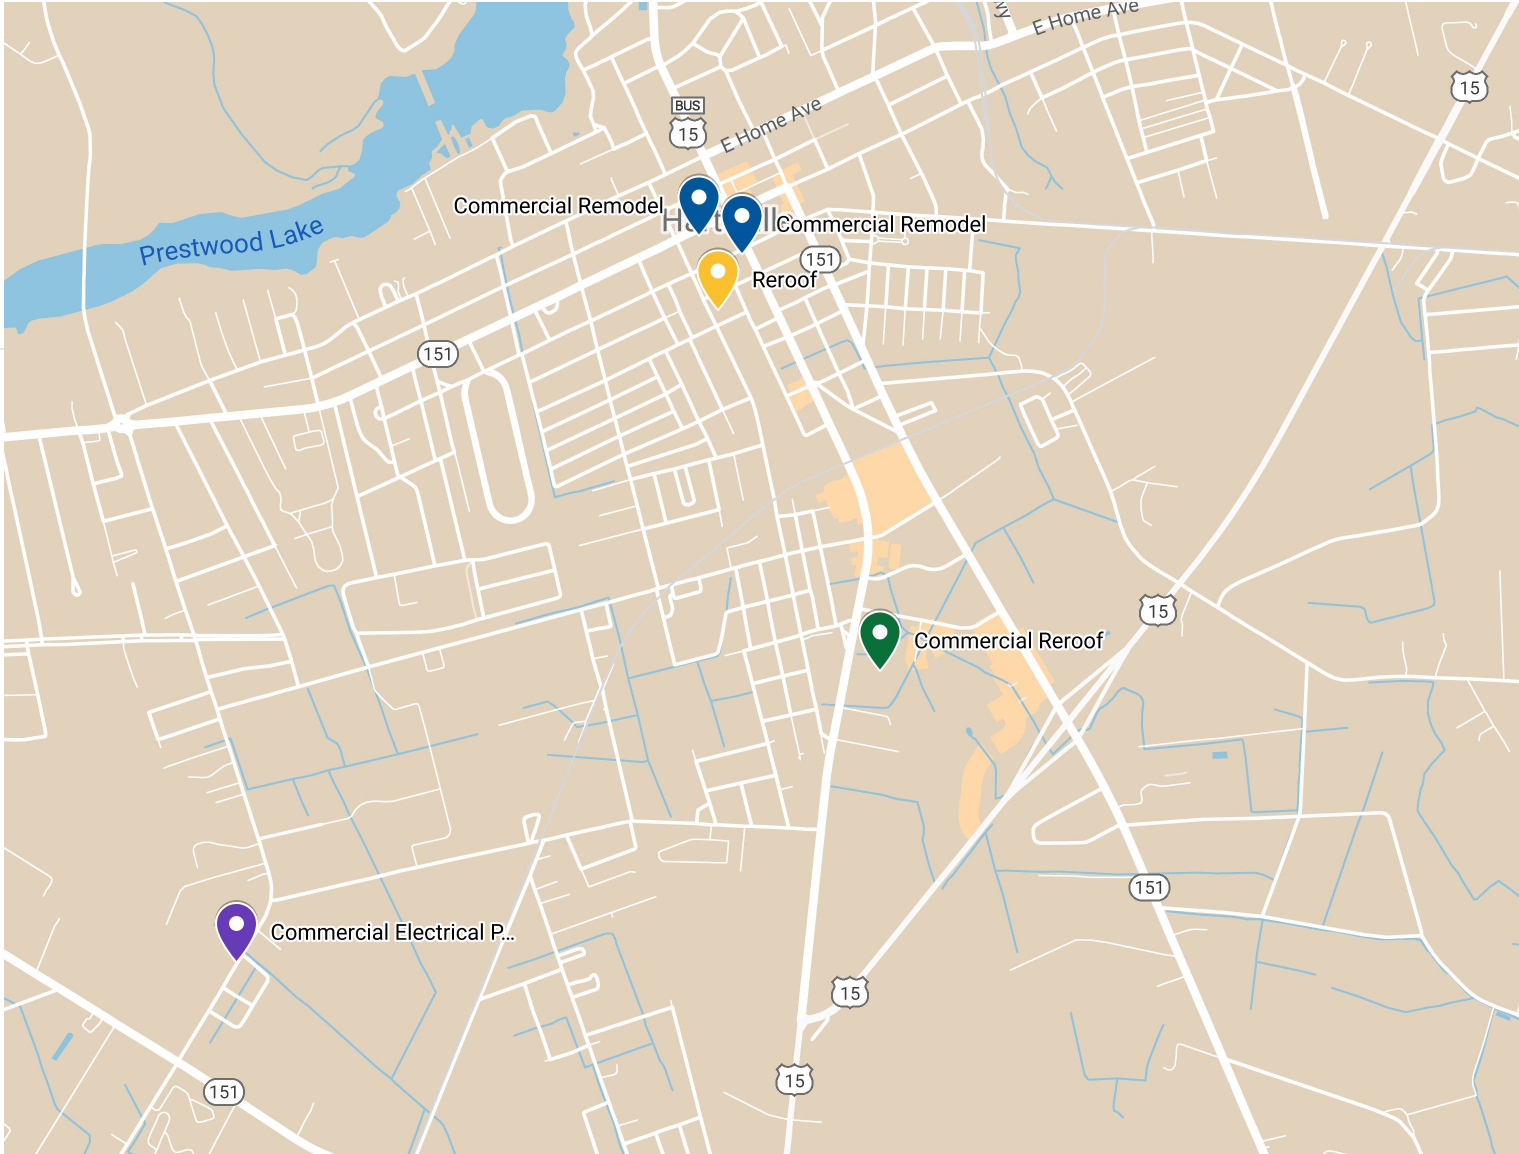 vy
E Home Ave
15
BUS
15
E Home Ave
Commercial Remodel
Commercial Remodel
Prestwood Lake
151
Reroof
151
15
Commercial Reroof
151
Commercial Electrical P...
15
15
151